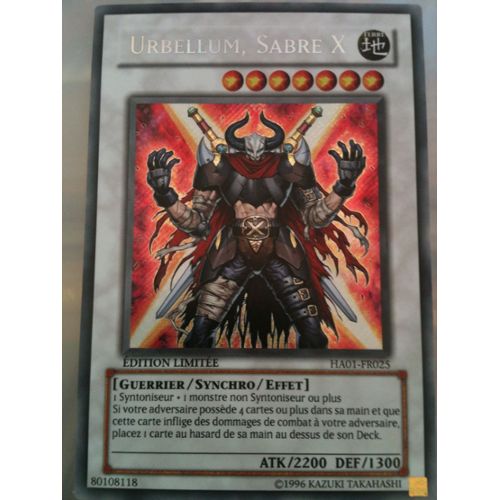 Urbellum, Sabre X
TERRE
地
ÉDITION LIMITÉE
HA01-FR025
[Guerrier/Synchro/Effet]
1 Syntoniseur + 1 monstre non Syntoniseur ou plus
Si votre adversaire possède 4 cartes ou plus dans sa main et que
cette carte inflige des dommages de combat à votre adversaire,
placez 1 carte au hasard de sa main au dessus de son Deck.
ATK/2200 DEF/1300
80108118
©1996 KAZUKI TAKAHASHI